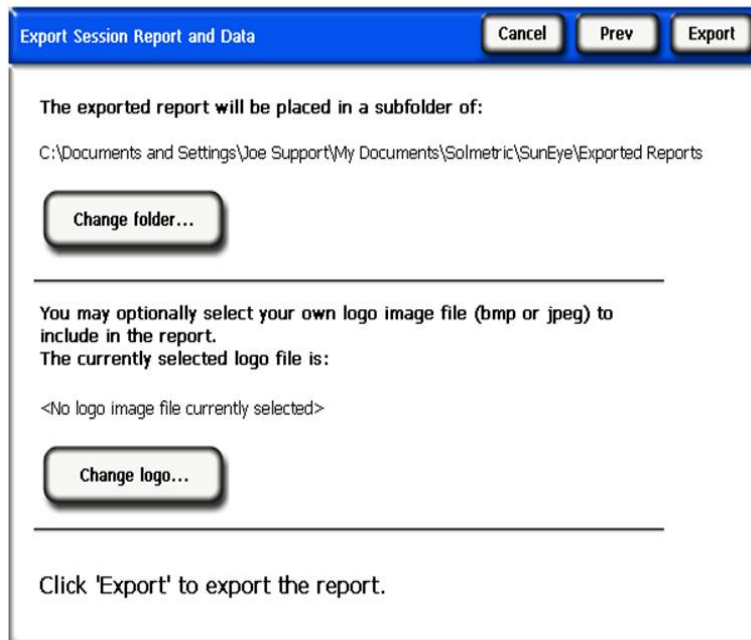 Export Session Report and Data
Cancel
Prev
Export
The exported report will be placed in a subfolder of:
C:\Documents and Settings\Joe Support\My Documents\Solmetric\SunEye\Exported Reports
Change folder...
You may optionally select your own logo image file (bmp or jpeg) to
include in the report.
The currently selected logo file is:
<No logo image file currently selected>
Change logo...
Click 'Export' to export the report.